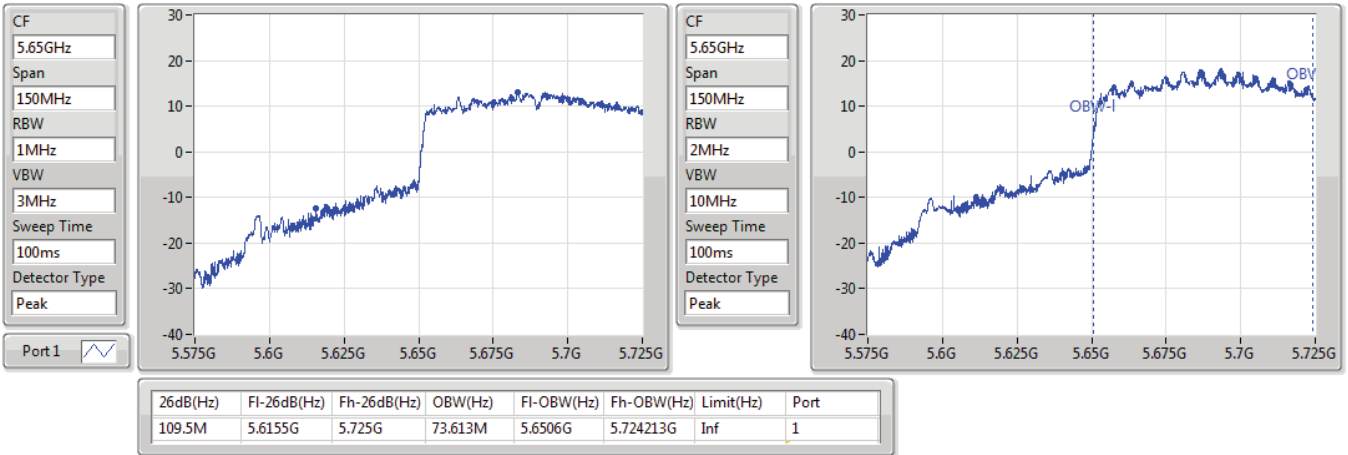 CF
5.65GHz
Span
150MHz
RBW
1MHz
VBW
3MHz
Sweep Time
100ms
Detector Type
Peak
Port 1
30
20
10
0
-10
-20
-30
-40
5.575G 5.6G 5.625G 5.65G 5.675G 5.7G 5.725G
CF
5.65GHz
Span
150MHz
RBW
2MHz
VBW
10MHz
Sweep Time
100ms
Detector Type
Peak
30
20
10
0
-10
-20
-30
-40
OBW-l
OBW
5.575G 5.6G 5.625G 5.65G 5.675G 5.7G 5.725G
26dB(Hz) Fl-26dB(Hz) Fh-26dB(Hz) OBW(Hz) Fl-OBW(Hz) Fh-OBW(Hz) Limit(Hz) Port
109.5M 5.6155G 5.725G 73.613M 5.6506G 5.724213G Inf 1